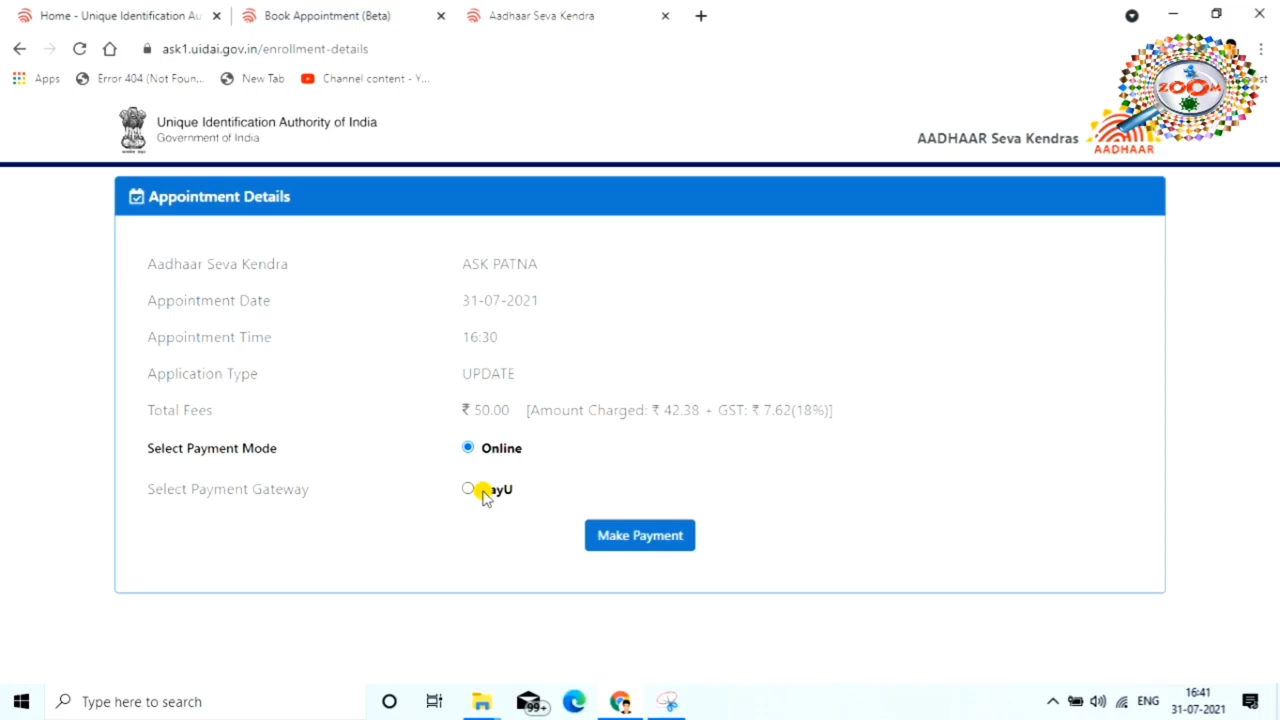 Home - Unique Identification Au
Book Appointment (Beta)
Aadhaar Seva Kendra
ask1.uidai.gov.in/enrollment-details
Apps
Error 404 (Not Foun...
New Tab
Channel content - Y...
ZOOM
Unique Identification Authority of India
Government of India
AADHAAR Seva Kendras
AADHAAR
Appointment Details
Aadhaar Seva Kendra ASK PATNA
Appointment Date 31-07-2021
Appointment Time 16:30
Application Type UPDATE
Total Fees ₹ 50.00 [Amount Charged: ₹ 42.38 + GST: ₹ 7.62(18%)]
Select Payment Mode Online
Select Payment Gateway
Make Payment
Type here to search
99+
ENG
16:41
31-07-2021